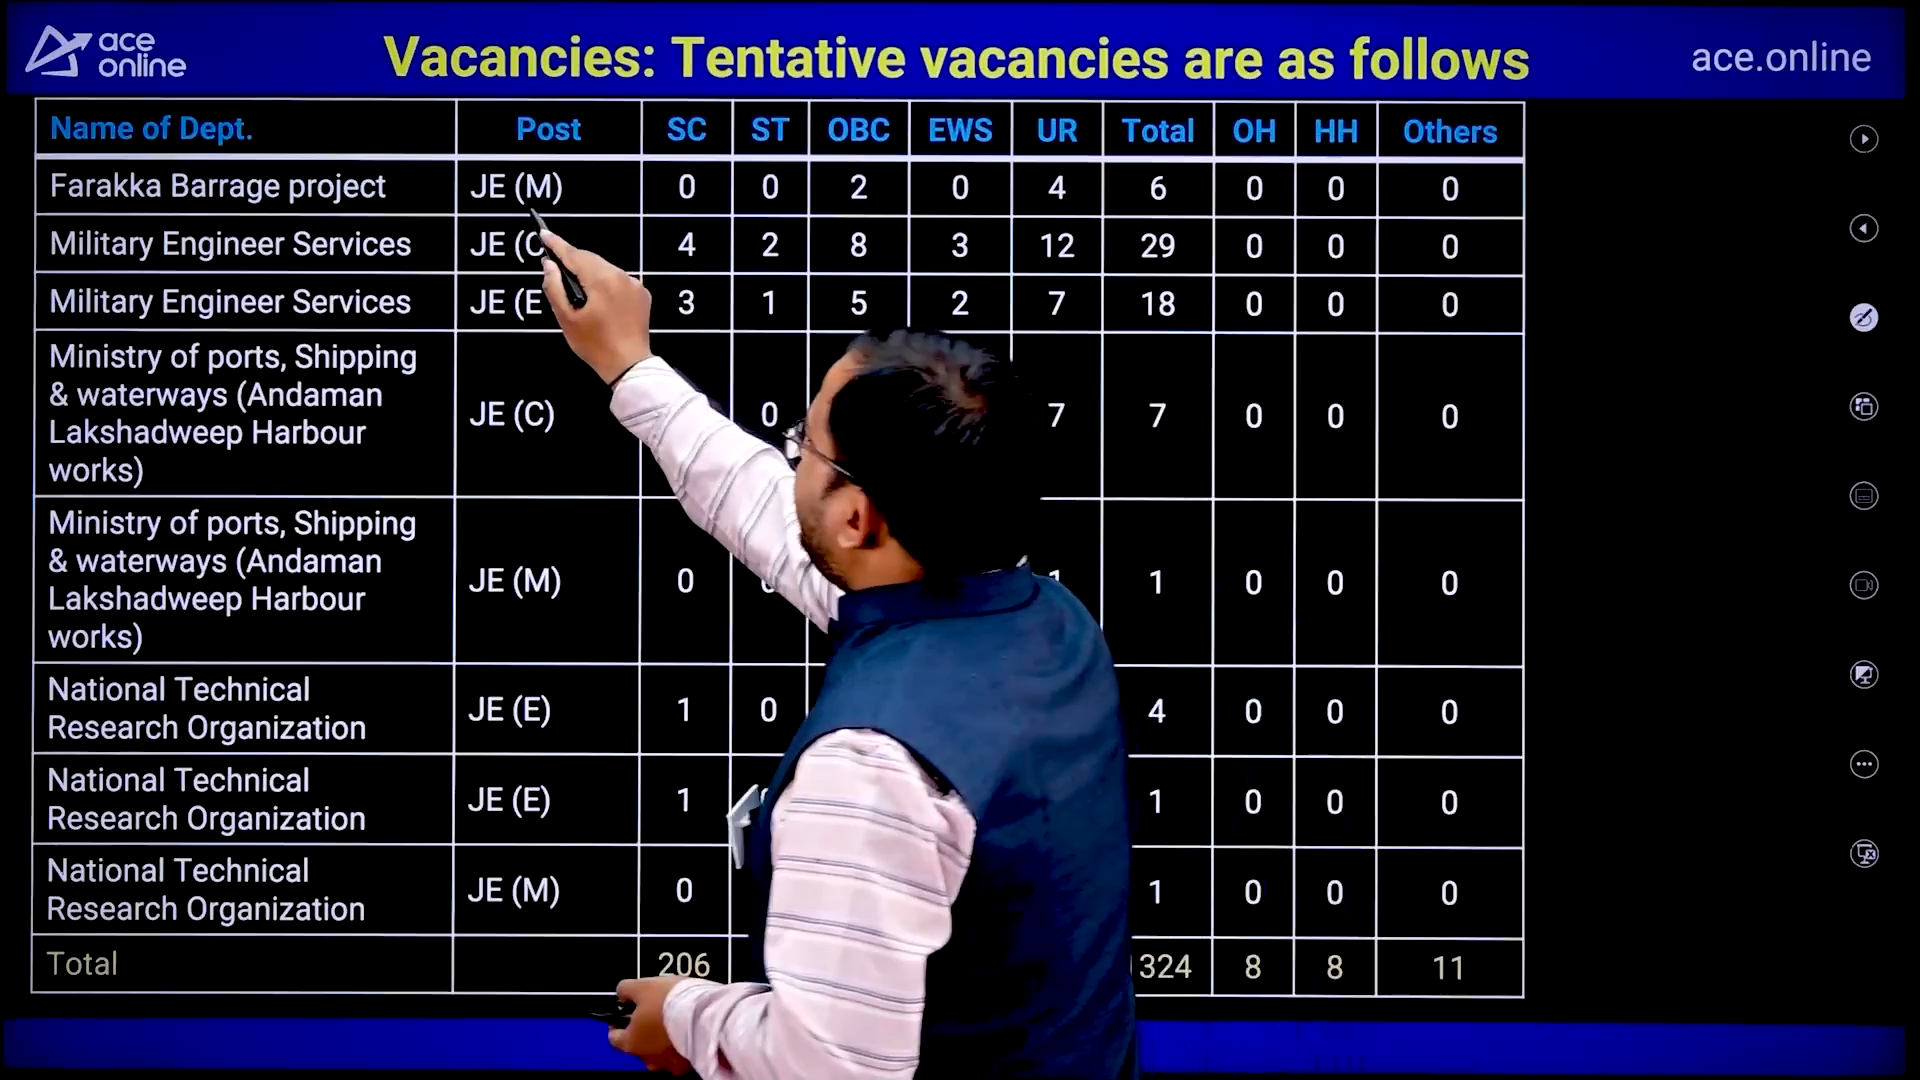 ace
online
Vacancies: Tentative vacancies are as follows
ace.online
Name of Dept. Post SC ST OBC EWS UR Total OH HH Others
Farakka Barrage project JE (M) 0 0 2 0 4 6 0 0 0
Military Engineer Services JE (C 4 2 8 3 12 29 0 0 0
Military Engineer Services JE (E 3 1 5 2 7 18 0 0 0
Ministry of ports, Shipping
& waterways (Andaman
Lakshadweep Harbour
works)
JE (C) 0 7 7 0 0 0
Ministry of ports, Shipping
& waterways (Andaman
Lakshadweep Harbour
works)
JE (M) 0 1 0 0 0
National Technical
Research Organization
JE (E) 1 0 4 0 0 0
National Technical
Research Organization
JE (E) 1 1 0 0 0
National Technical
Research Organization
JE (M) 0 1 0 0 0
Total 206 324 8 8 11